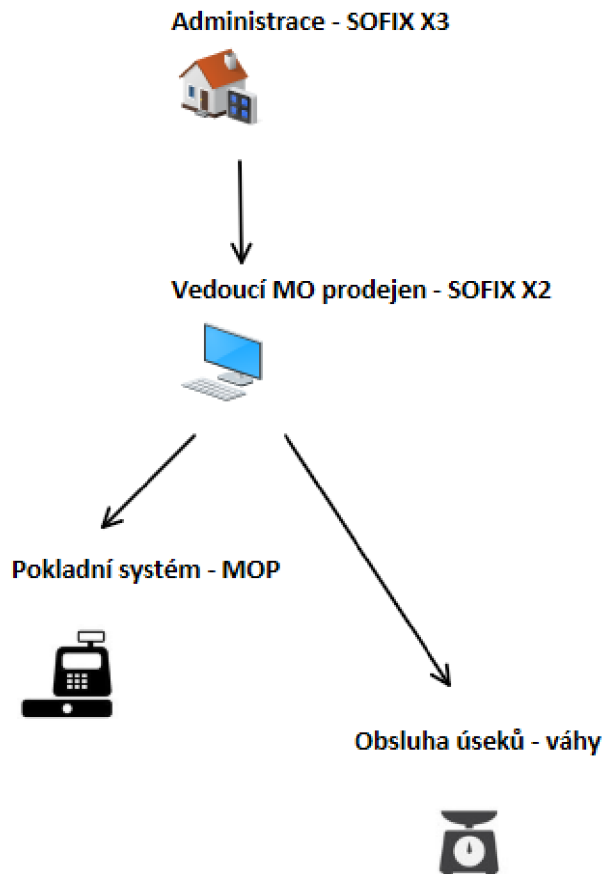 Administrace - SOFIX X3
Vedoucí MO prodejen - SOFIX X2
Pokladní systém - MOP
Obsluha úseků - váhy